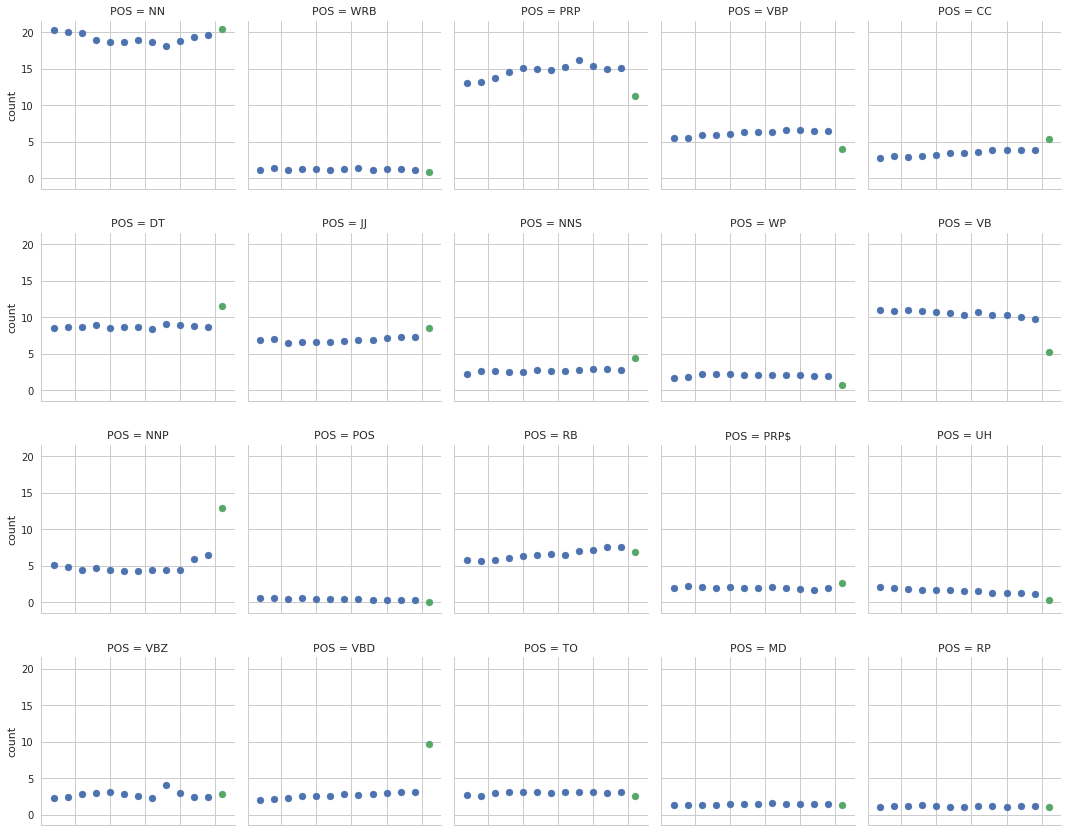 POS = NN POS = WRB POS = PRP POS = VBP POS = CC
20
15
count
10
5
0
POS = DT POS = JJ POS = NNS POS = WP POS = VB
20
15
count
10
5
0
POS = NNP POS = POS POS = RB POS = PRP$ POS = UH
20
15
count
10
5
0
POS = VBZ POS = VBD POS = TO POS = MD POS = RP
20
15
count
10
5
0